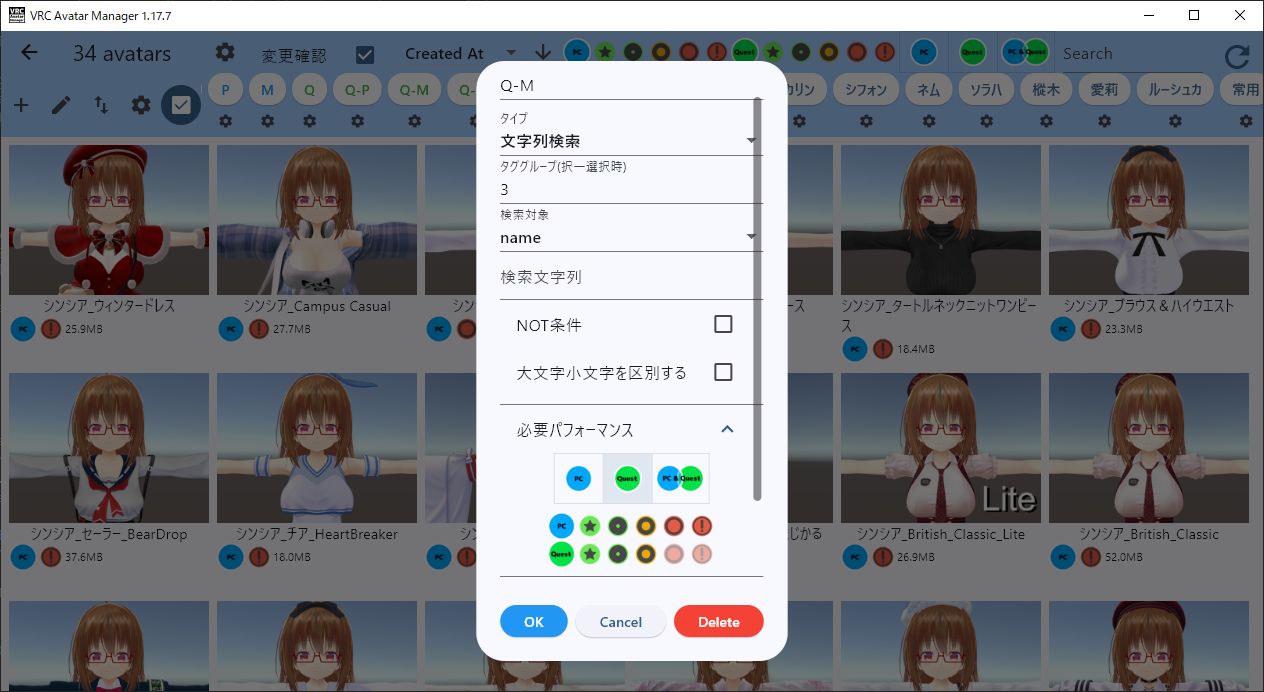 VRC Avatar Manager 1.17.7
34 avatars
変更確認
Created At
PC
Quest
PC
Quest
PC & Quest
Search
P
M
Q
Q-P
Q-M
Q-
カリン
シフォン
ネム
ソラハ
樅木
愛莉
ルーシュカ
常用
Q-M
タイプ
文字列検索
タググループ(択一選択時)
3
検索対象
name
検索文字列
NOT条件
大文字小文字を区別する
必要パフォーマンス
PC
Quest
PC & Quest
PC
Quest
OK
Cancel
Delete
シンシア_ウィンタードレス
PC
25.9MB
シンシア_Campus Casual
PC
27.7MB
シン
PC
ース
シンシア_タートルネックニットワンピース
PC
18.4MB
シンシア_ブラウス＆ハイウエスト
PC
23.3MB
シンシア_セーラー_BearDrop
PC
37.6MB
シンシア_チア_HeartBreaker
PC
18.0MB
PC
じかる
Lite
シンシア_British_Classic_Lite
PC
26.9MB
シンシア_British_Classic
PC
52.0MB